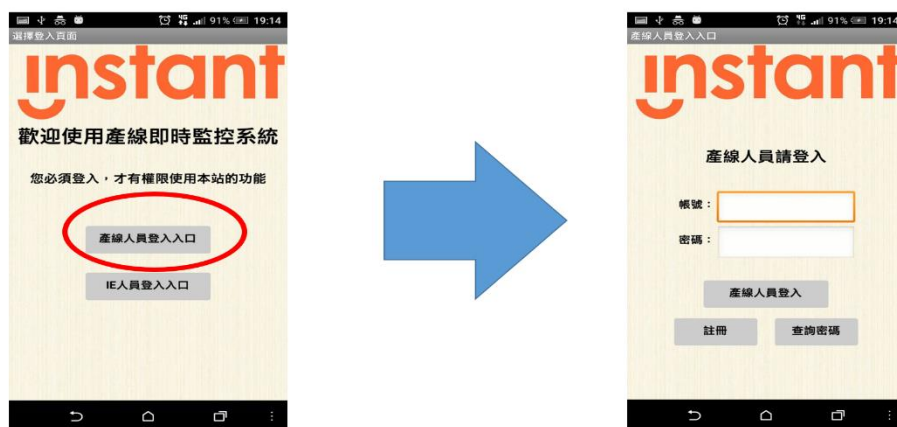 4G 91% 19:14
選擇登入頁面
instant
歡迎使用產線即時監控系統
您必須登入，才有權限使用本站的功能
產線人員登入入口
IE人員登入入口
4G 91% 19:14
產線人員登入入口
instant
產線人員請登入
帳號：
密碼：
產線人員登入
註冊 查詢密碼